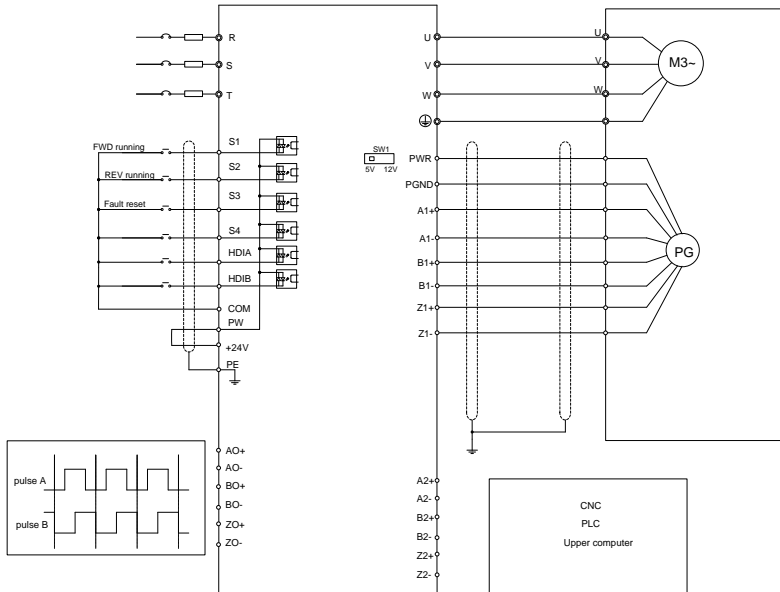 R
S
T
FWD running
REV running
Fault reset
S1
S2
S3
S4
HDIA
HDIB
COM
PW
+24V
PE
SW1
5V 12V
U
V
W
PWR
PGND
A1+
A1-
B1+
B1-
Z1+
Z1-
U
V
W
M3~
PG
pulse A
pulse B
AO+
AO-
BO+
BO-
ZO+
ZO-
A2+
A2-
B2+
B2-
Z2+
Z2-
CNC
PLC
Upper computer